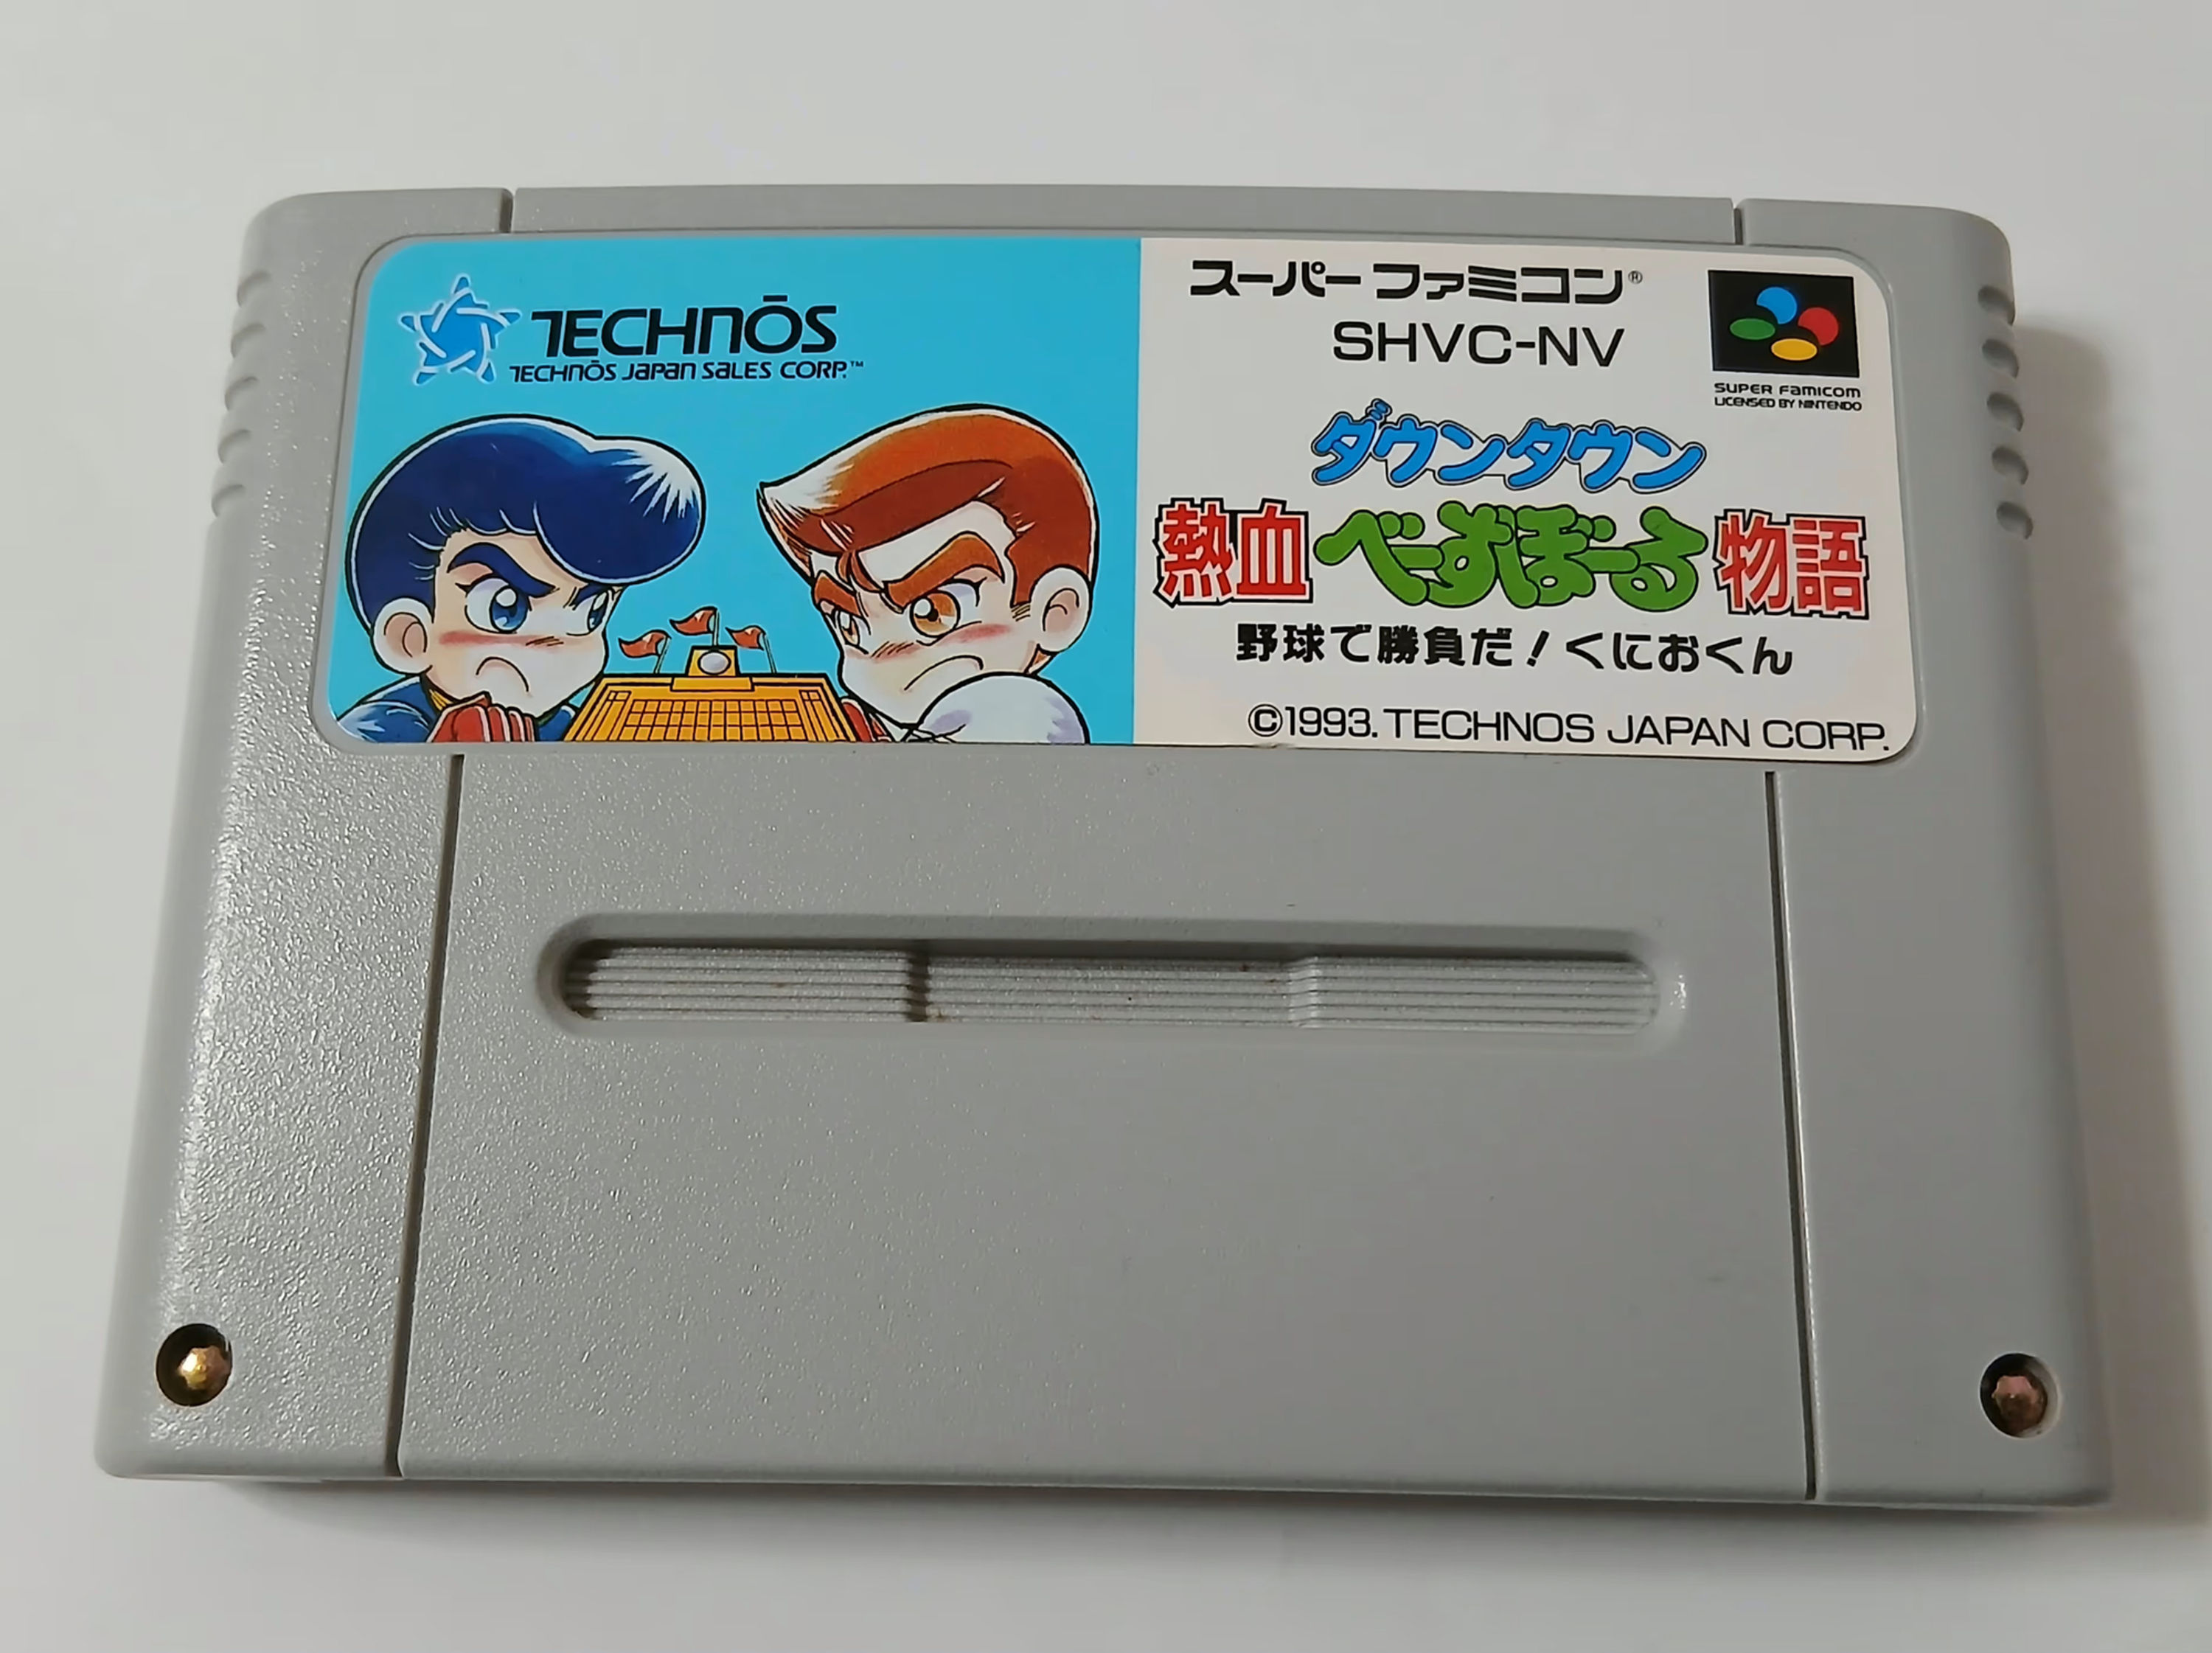 TECHNŌS
TECHNŌS JAPAN SALES CORP.™
スーパーファミコン®
SHVC-NV
SUPER FAMICOM
LICENSED BY NINTENDO
ダウンタウン
熱血べーすぼーる物語
野球で勝負だ!くにおくん
©1993. TECHNOS JAPAN CORP.